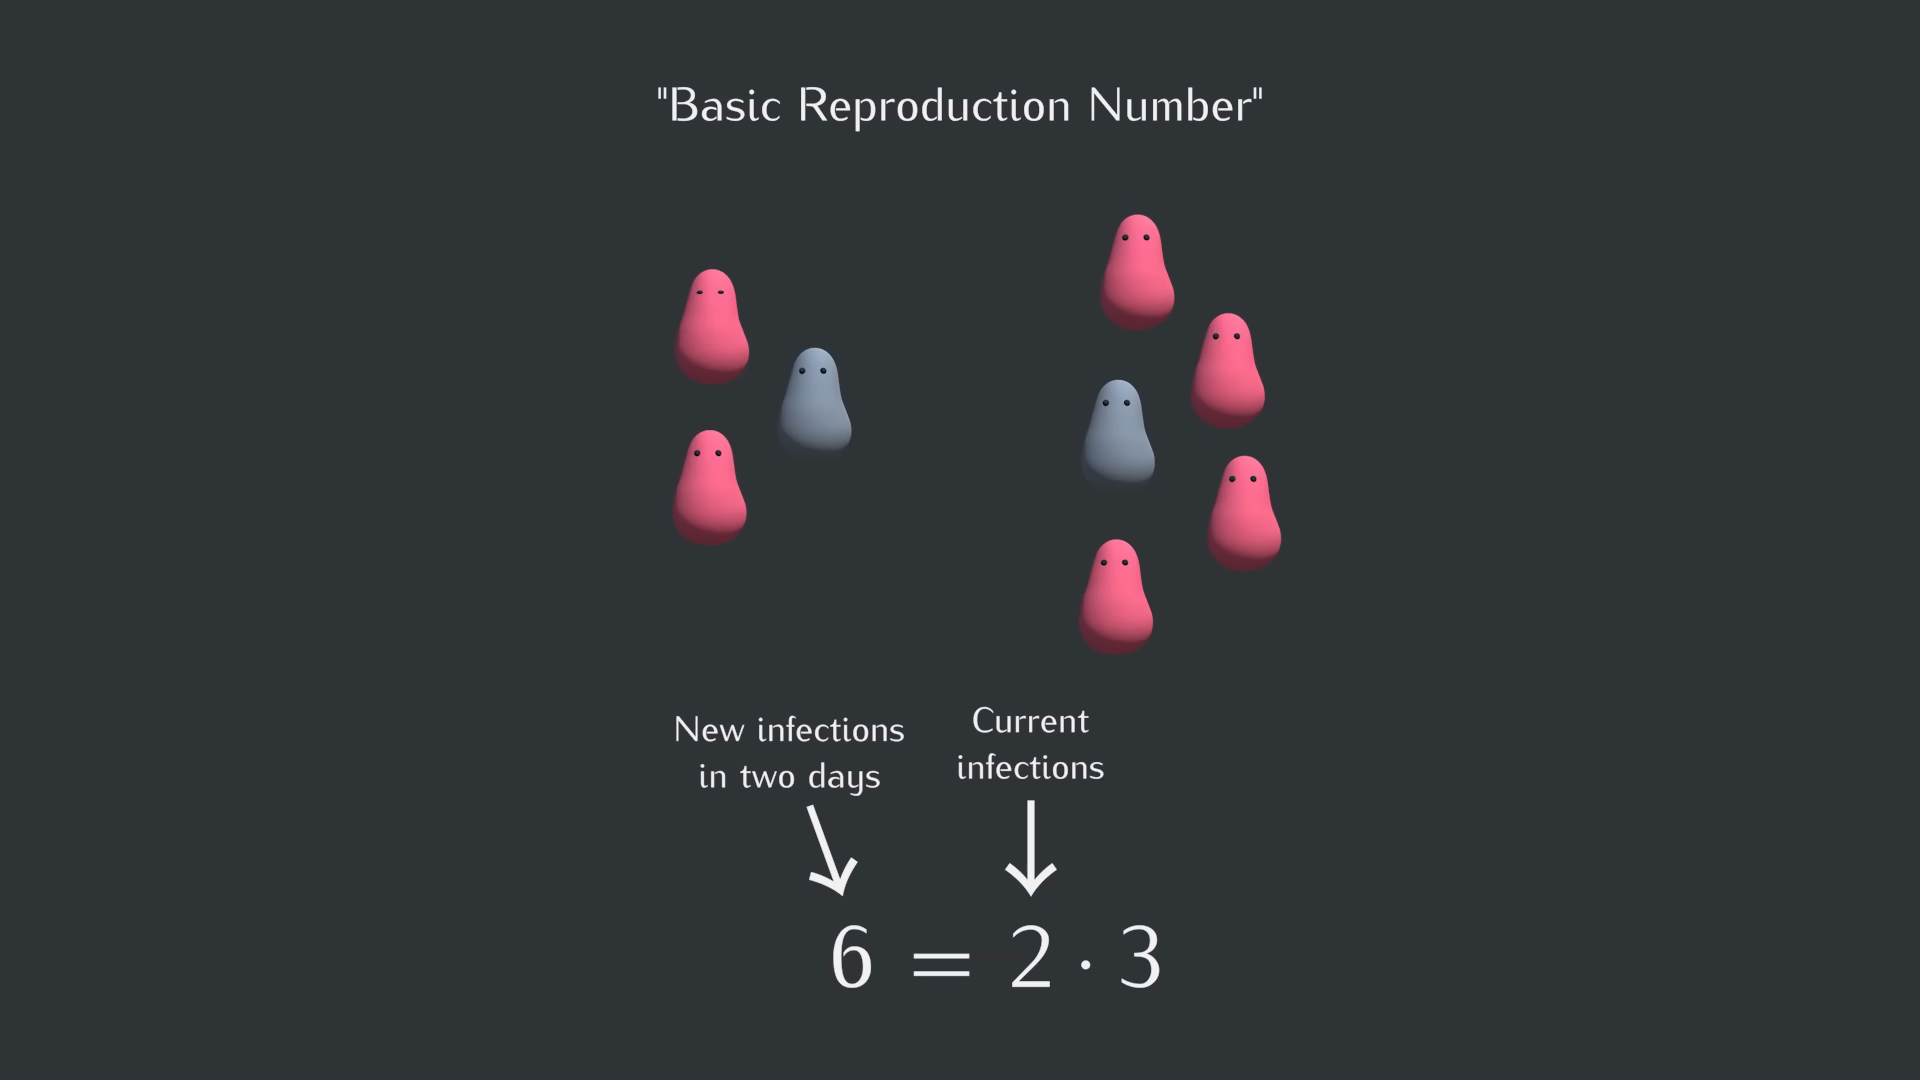 "Basic Reproduction Number"
New infections
in two days
Current
infections
6 = 2 · 3